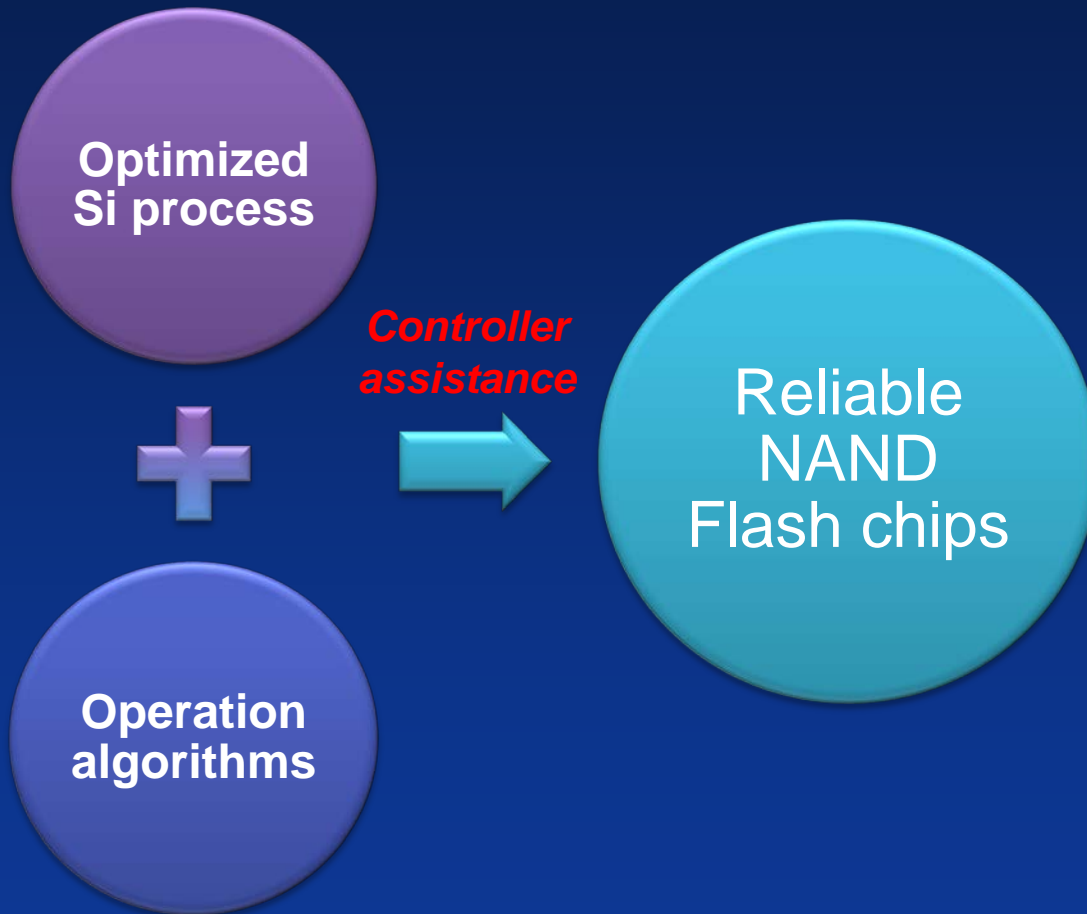 Optimized
Si process
Controller
assistance
Reliable
NAND
Flash chips
Operation
algorithms